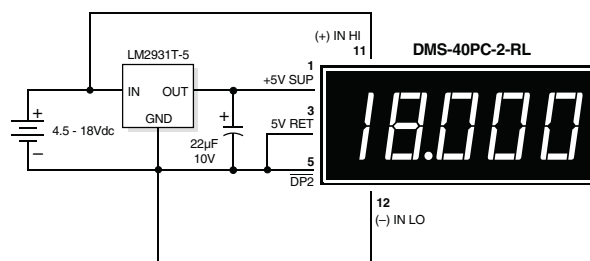 (+) IN HI
11
DMS-40PC-2-RL
LM2931T-5
1
+5V SUP
IN OUT
GND
+
+
4.5 - 18Vdc
–
3
5V RET
22µF
10V
5
DP2
18.000
12
(–) IN LO